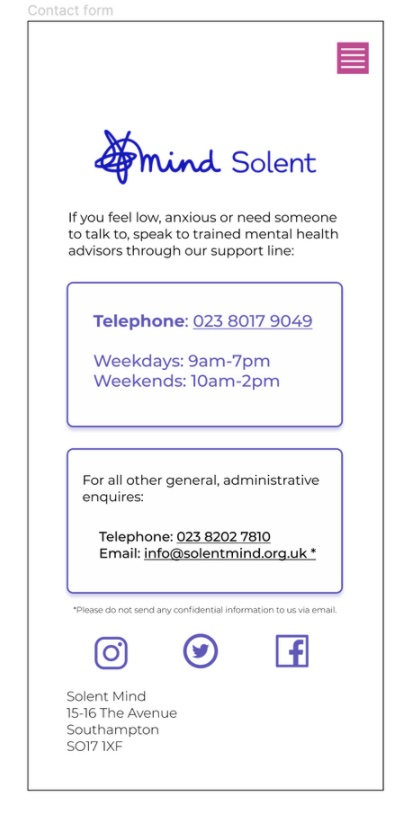 Contact form
mind Solent
If you feel low, anxious or need someone
to talk to, speak to trained mental health
advisors through our support line:
Telephone: 023 8017 9049
Weekdays: 9am-7pm
Weekends: 10am-2pm
For all other general, administrative
enquires:
Telephone: 023 8202 7810
Email: info@solentmind.org.uk *
*Please do not send any confidential information to us via email.
Solent Mind
15-16 The Avenue
Southampton
SO17 1XF